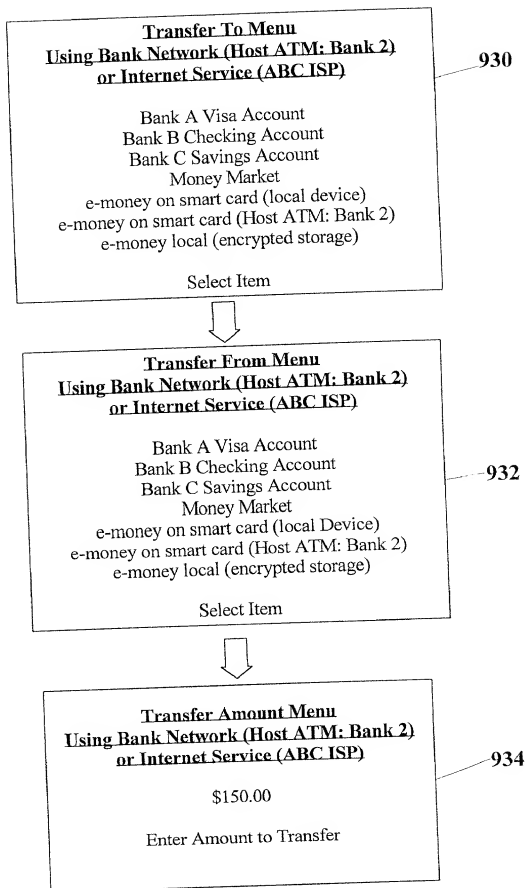 Transfer To Menu
Using Bank Network (Host ATM: Bank 2)
or Internet Service (ABC ISP)
930
Bank A Visa Account
Bank B Checking Account
Bank C Savings Account
Money Market
e-money on smart card (local device)
e-money on smart card (Host ATM: Bank 2)
e-money local (encrypted storage)
Select Item
Transfer From Menu
Using Bank Network (Host ATM: Bank 2)
or Internet Service (ABC ISP)
Bank A Visa Account
Bank B Checking Account
932
Bank C Savings Account
Money Market
e-money on smart card (local Device)
e-money on smart card (Host ATM: Bank 2)
e-money local (encrypted storage)
Select Item
Transfer Amount Menu
Using Bank Network (Host ATM: Bank 2)
or Internet Service (ABC ISP)
934
$150.00
Enter Amount to Transfer